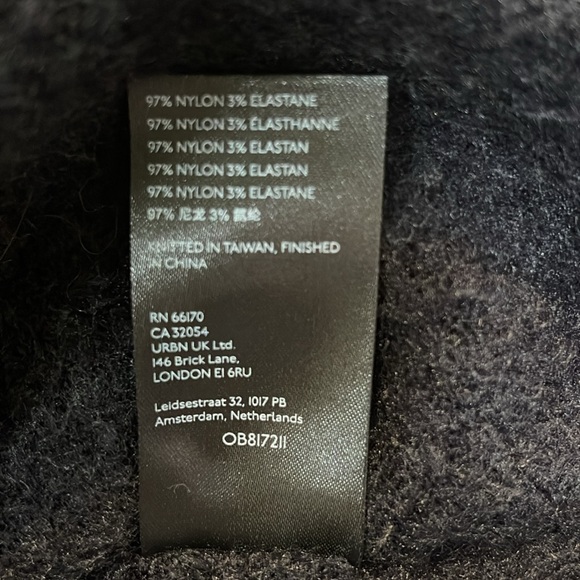 97% NYLON 3% ELASTANE
97% NYLON 3% ÉLASTHANNE
97% NYLON 3% ELASTAN
97% NYLON 3% ELASTAN
97% NYLON 3% ELASTANE
97% 尼龙 3% 氨纶
KNITTED IN TAIWAN, FINISHED
IN CHINA
RN 66170
CA 32054
URBN UK Ltd.
146 Brick Lane,
LONDON E1 6RU
Leidsestraat 32, 1017 PB
Amsterdam, Netherlands
OB817211